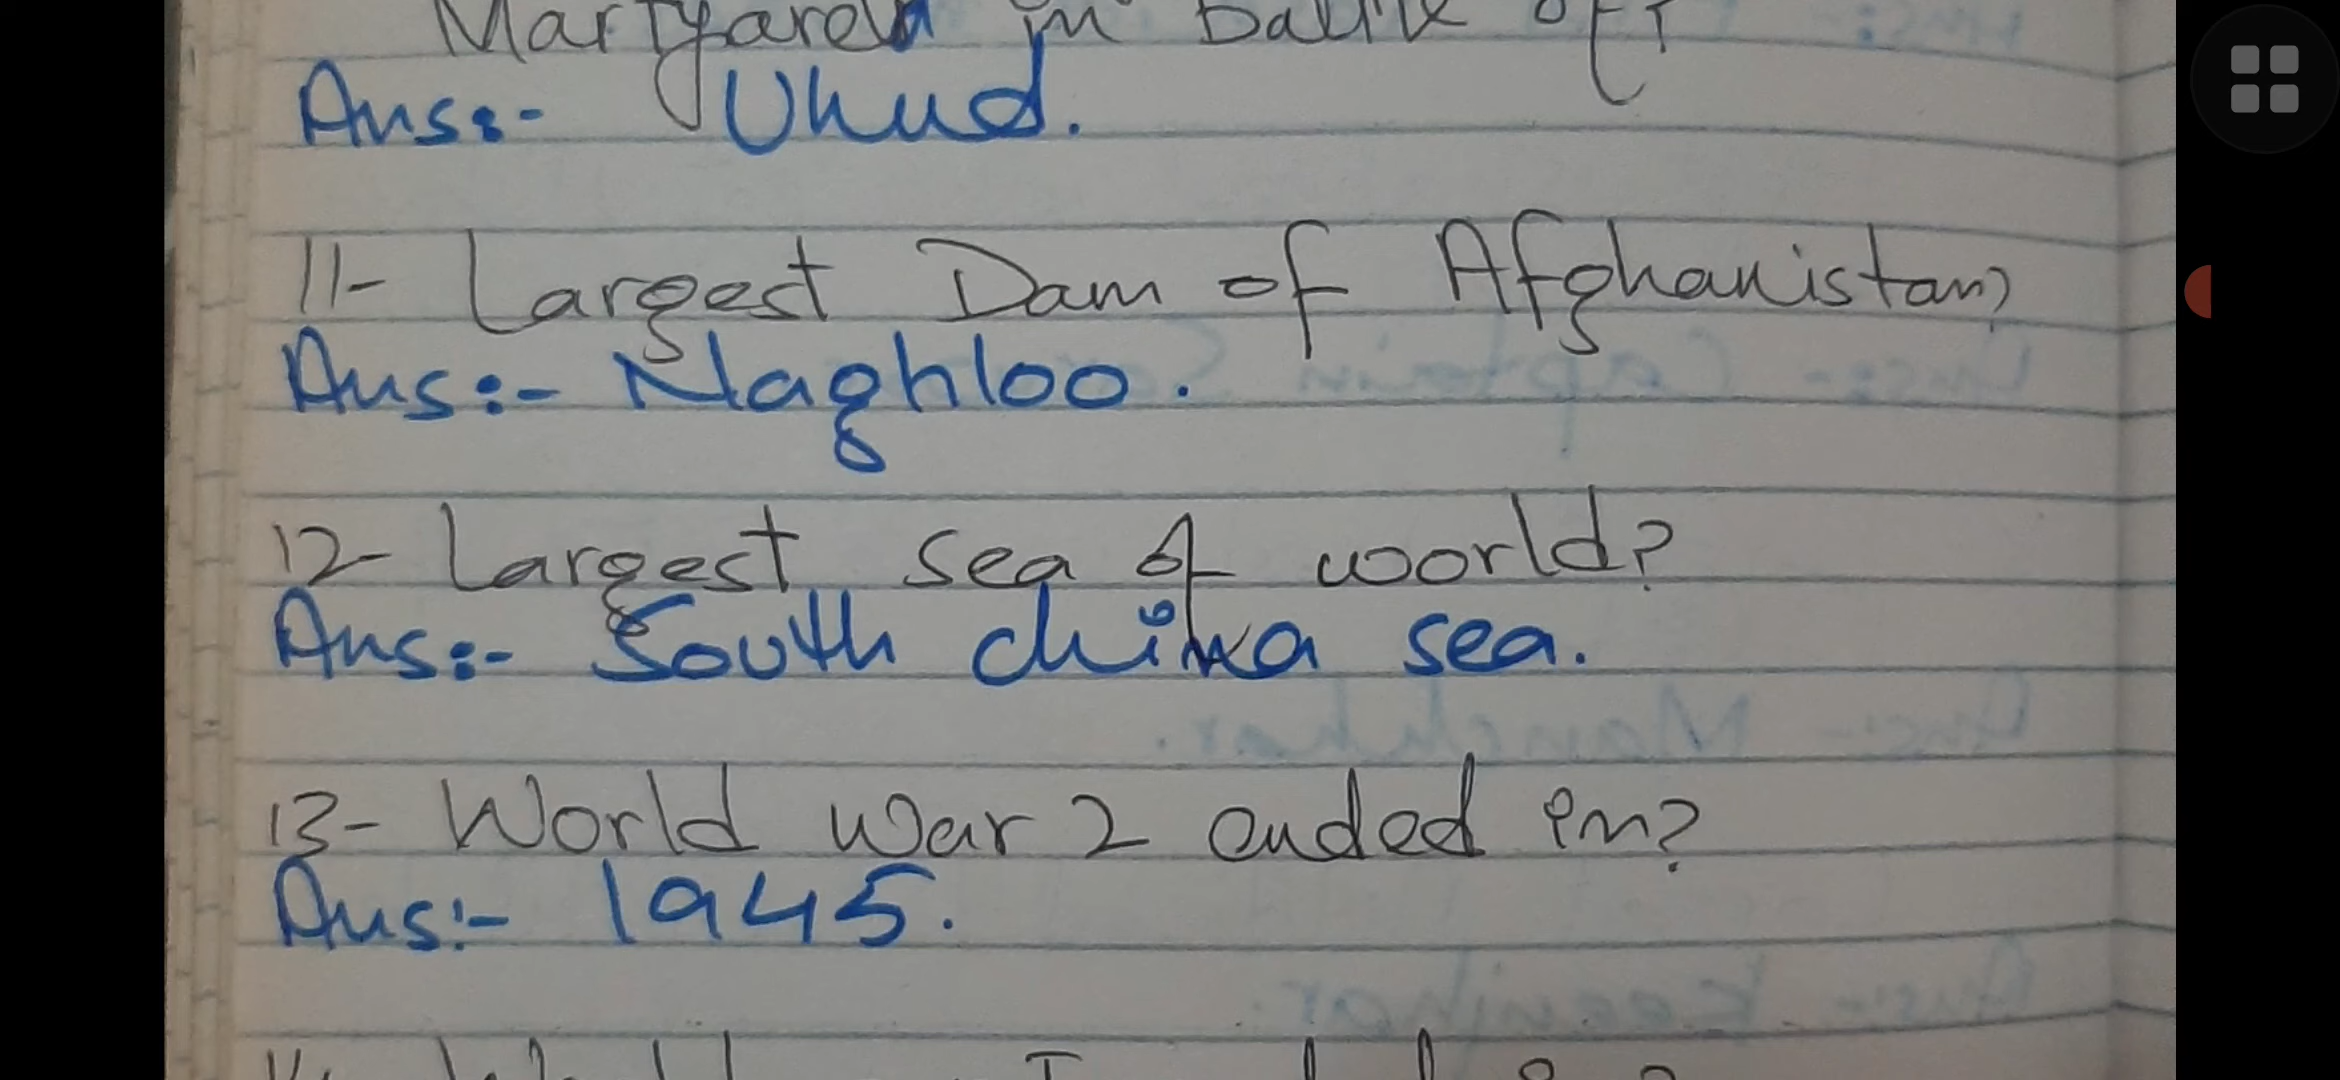 Martyared in Battle of?
Ans:- Uhud.
11- Largest Dam of Afghanistan?
Ans:- Naghloo.
12- Largest sea of world?
Ans:- South china sea.
13- World War 2 ended in?
Ans:- 1945.